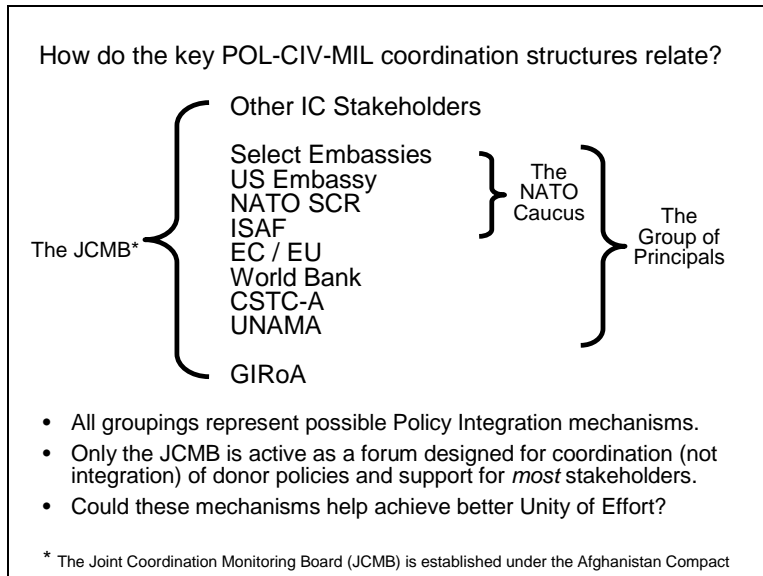 How do the key POL-CIV-MIL coordination structures relate?
Other IC Stakeholders
Select Embassies
US Embassy
NATO SCR
ISAF
EC / EU
World Bank
CSTC-A
UNAMA
GIRoA
The JCMB*
The
NATO
Caucus
The
Group of
Principals
• All groupings represent possible Policy Integration mechanisms.
• Only the JCMB is active as a forum designed for coordination (not
integration) of donor policies and support for most stakeholders.
• Could these mechanisms help achieve better Unity of Effort?
* The Joint Coordination Monitoring Board (JCMB) is established under the Afghanistan Compact